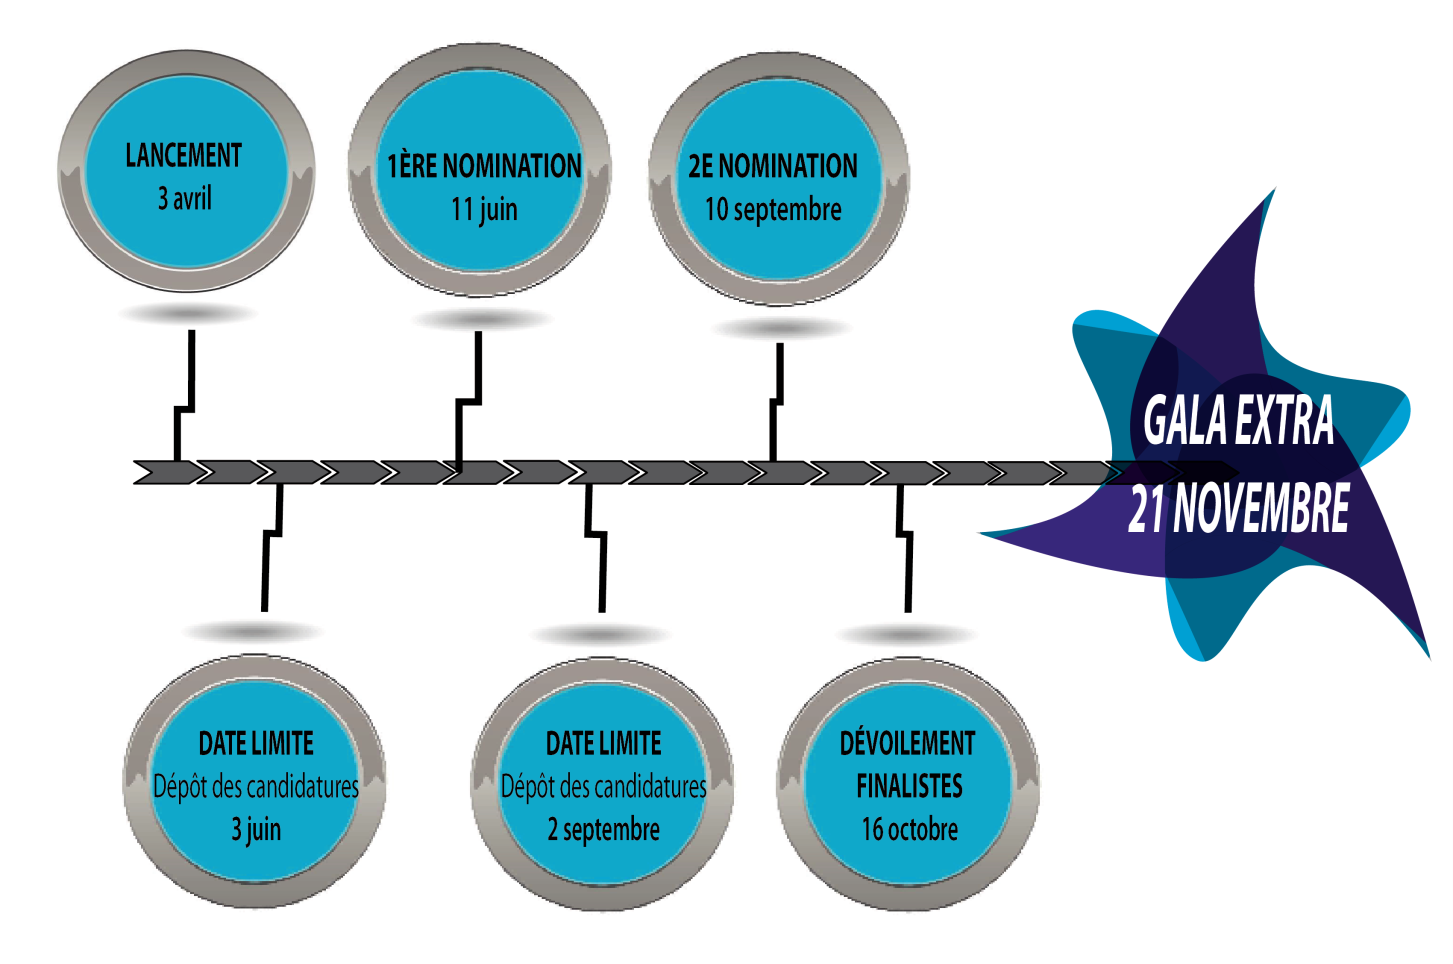 LANCEMENT
3 avril
1ÈRE NOMINATION
11 juin
2E NOMINATION
10 septembre
GALA EXTRA
21 NOVEMBRE
DATE LIMITE
Dépôt des candidatures
3 juin
DATE LIMITE
Dépôt des candidatures
2 septembre
DÉVOILEMENT
FINALISTES
16 octobre